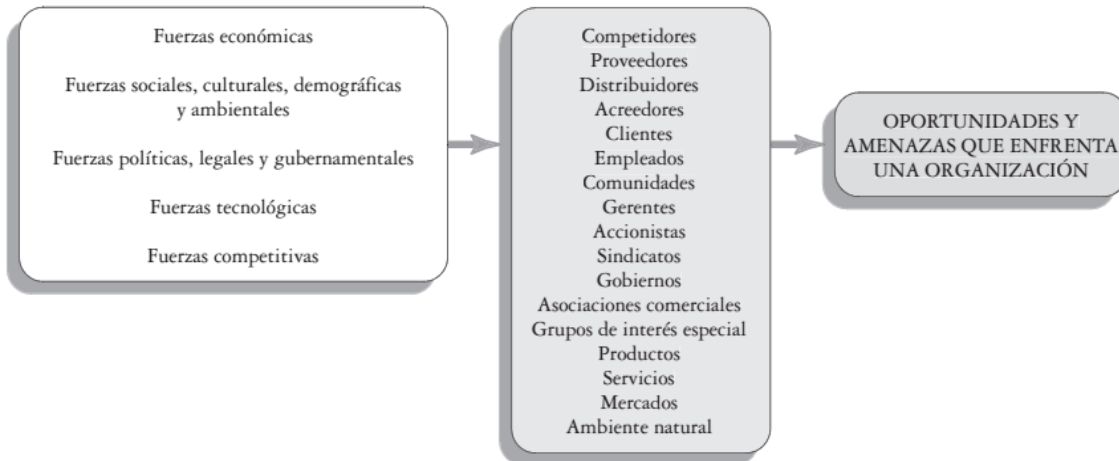 Fuerzas económicas
Fuerzas sociales, culturales, demográficas
y ambientales
Fuerzas políticas, legales y gubernamentales
Fuerzas tecnológicas
Fuerzas competitivas
Competidores
Proveedores
Distribuidores
Acreedores
Clientes
Empleados
Comunidades
Gerentes
Accionistas
Sindicatos
Gobiernos
Asociaciones comerciales
Grupos de interés especial
Productos
Servicios
Mercados
Ambiente natural
OPORTUNIDADES Y
AMENAZAS QUE ENFRENTA
UNA ORGANIZACIÓN